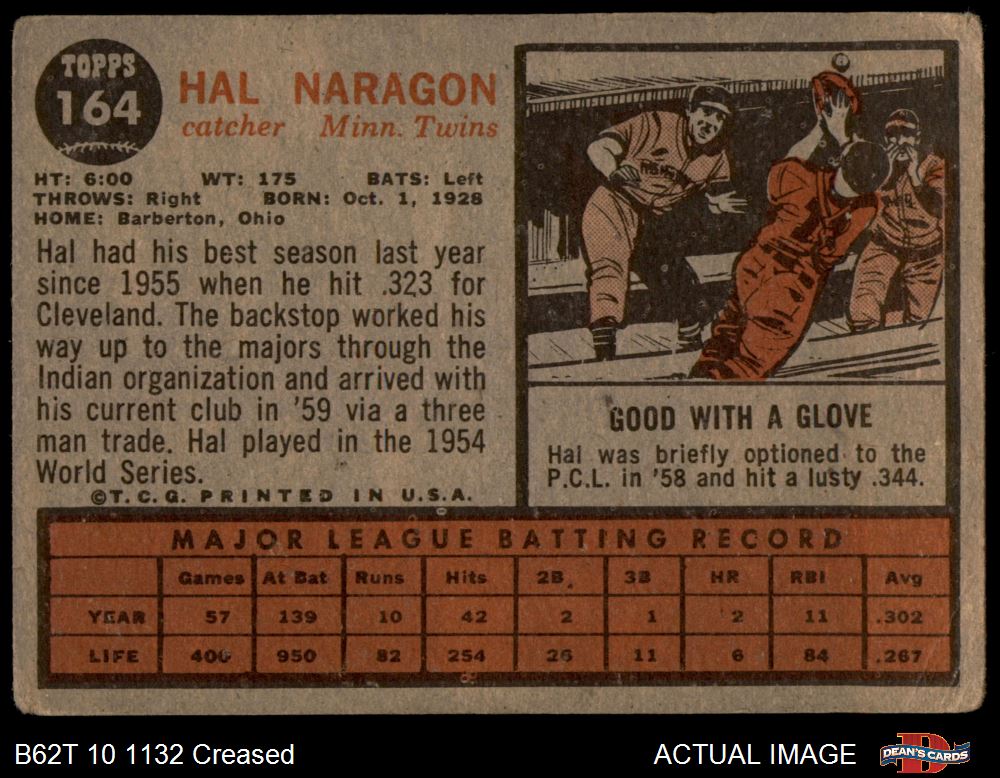 TOPPS
164
HAL NARAGON
catcher Minn. Twins
HT: 6:00 WT: 175 BATS: Left
THROWS: Right BORN: Oct. 1, 1928
HOME: Barberton, Ohio
Hal had his best season last year
since 1955 when he hit .323 for
Cleveland. The backstop worked his
way up to the majors through the
Indian organization and arrived with
his current club in '59 via a three
man trade. Hal played in the 1954
World Series.
©T.C.G. PRINTED IN U.S.A.
GOOD WITH A GLOVE
Hal was briefly optioned to the
P.C.L. in '58 and hit a lusty .344.
MAJOR LEAGUE BATTING RECORD
Games At Bat Runs Hits 2B. 3B HR RBI Avg
YEAR 57 139 10 42 2 1 2 11 .302
LIFE 400 950 82 254 26 11 6 84 .267
B62T 10 1132 Creased
ACTUAL IMAGE
DEAN'S CARDS